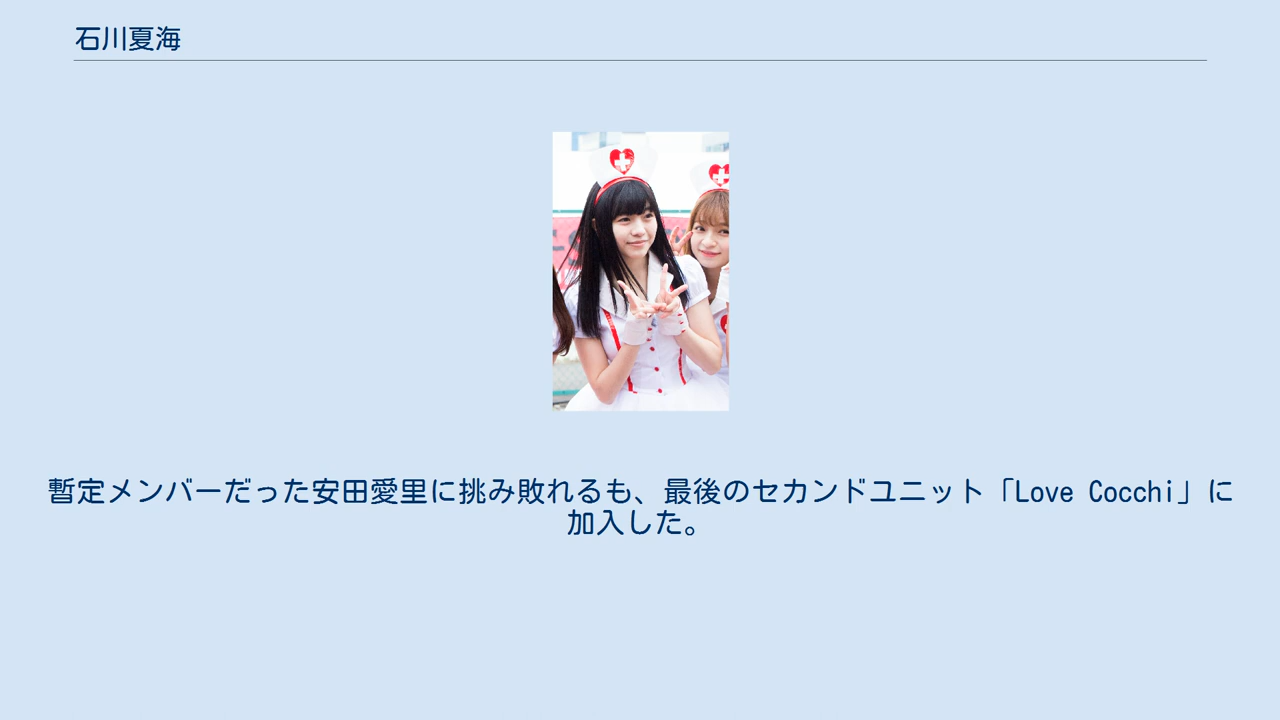 石川夏海
暫定メンバーだった安田愛里に挑み敗れるも、最後のセカンドユニット「Love Cocchi」に
加入した。